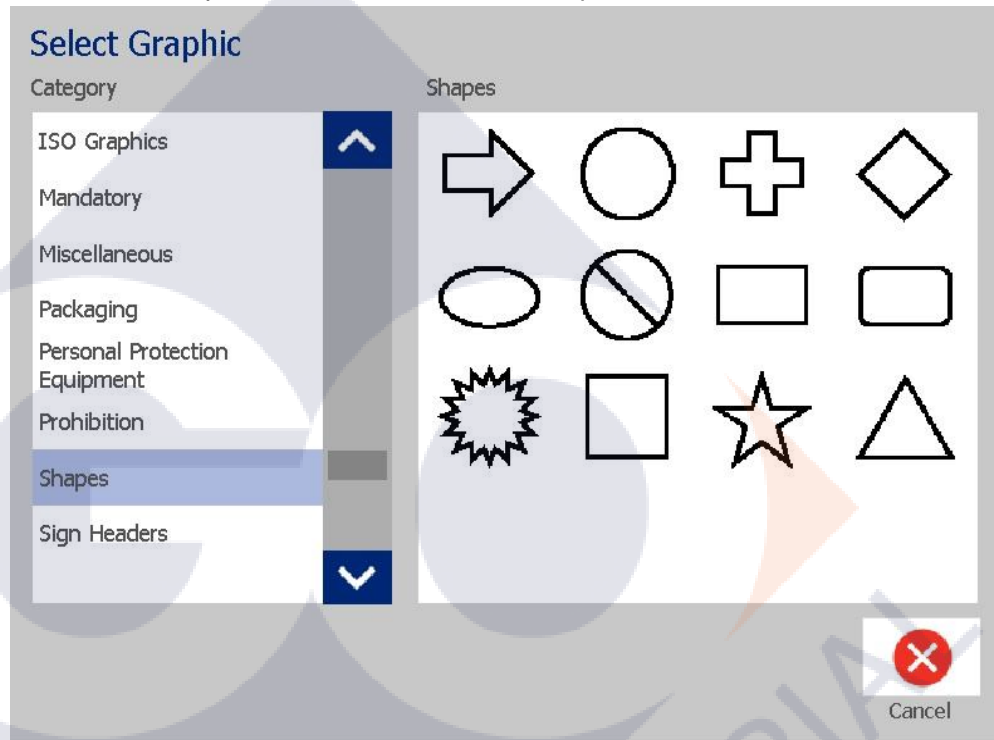 Select Graphic
Category
Shapes
ISO Graphics
Mandatory
Miscellaneous
Packaging
Personal Protection
Equipment
Prohibition
Shapes
Sign Headers
Cancel